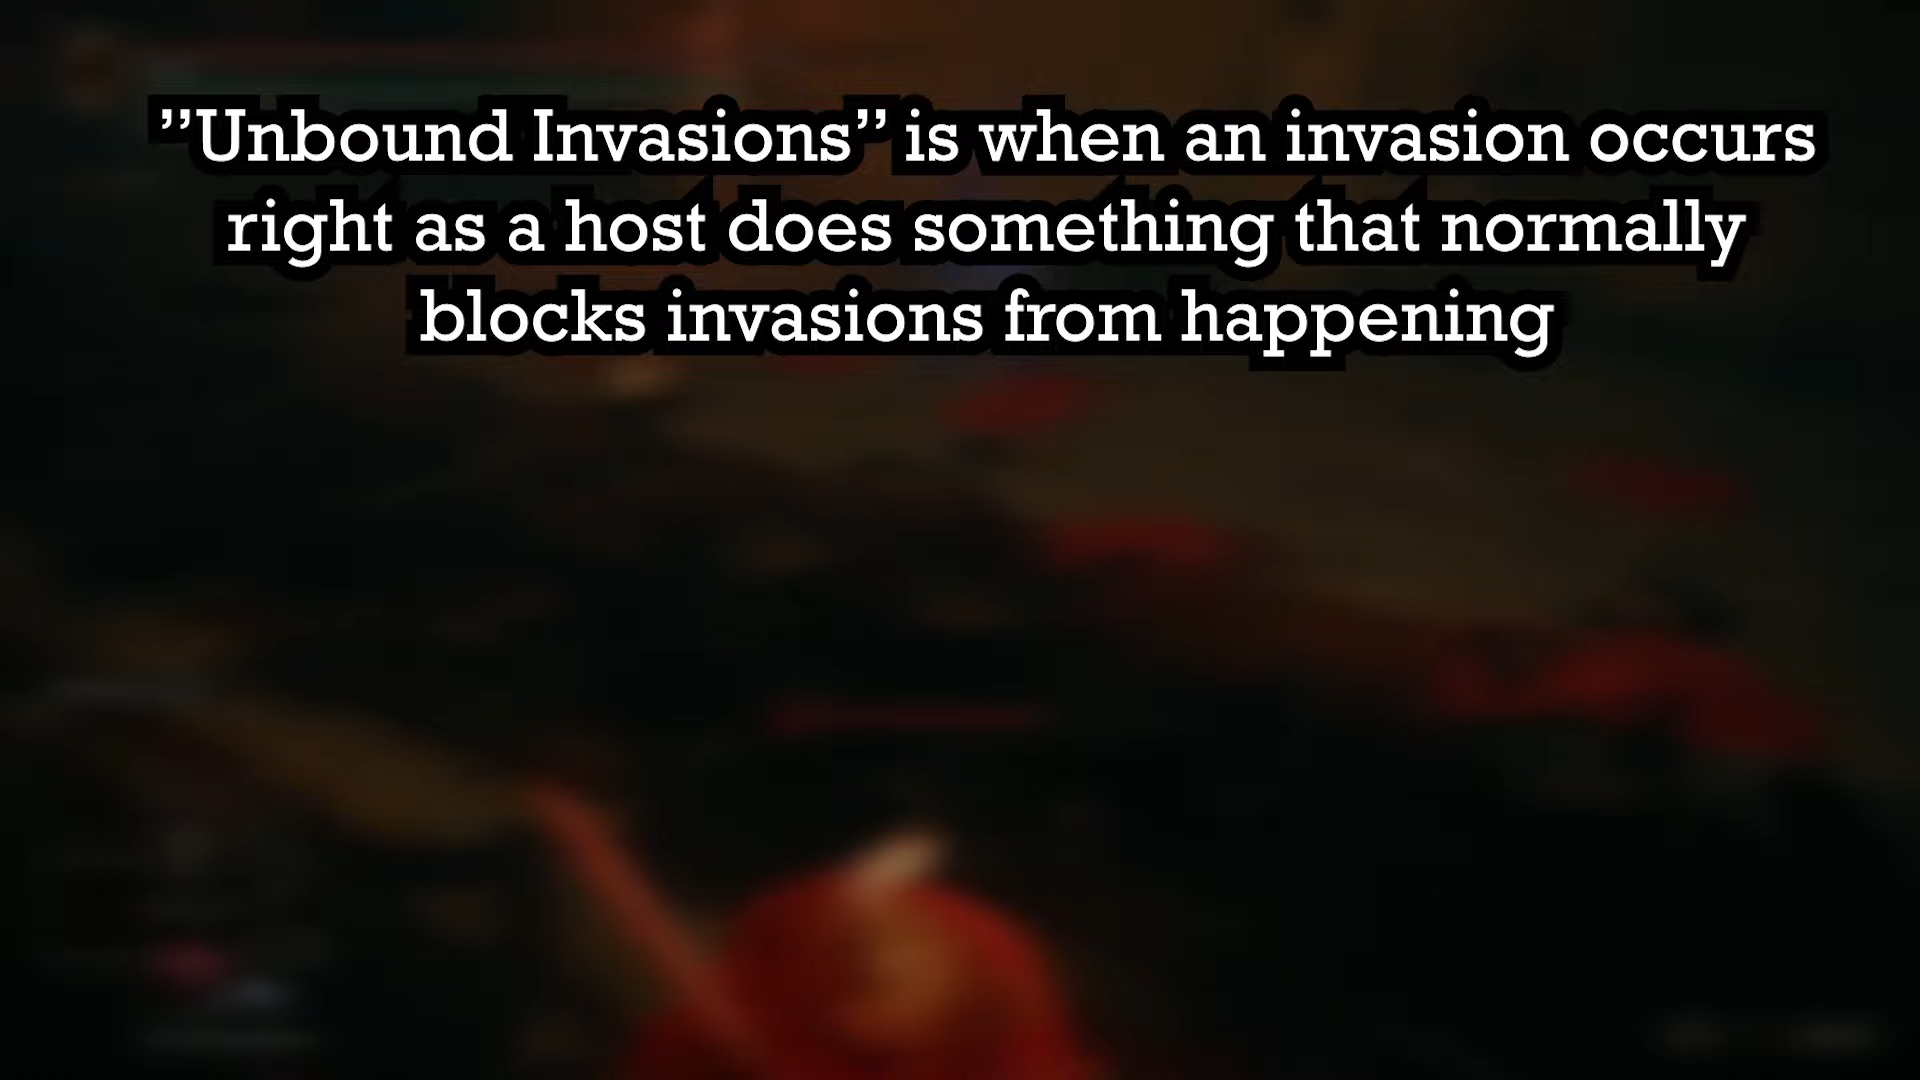 ”Unbound Invasions” is when an invasion occurs
right as a host does something that normally
blocks invasions from happening